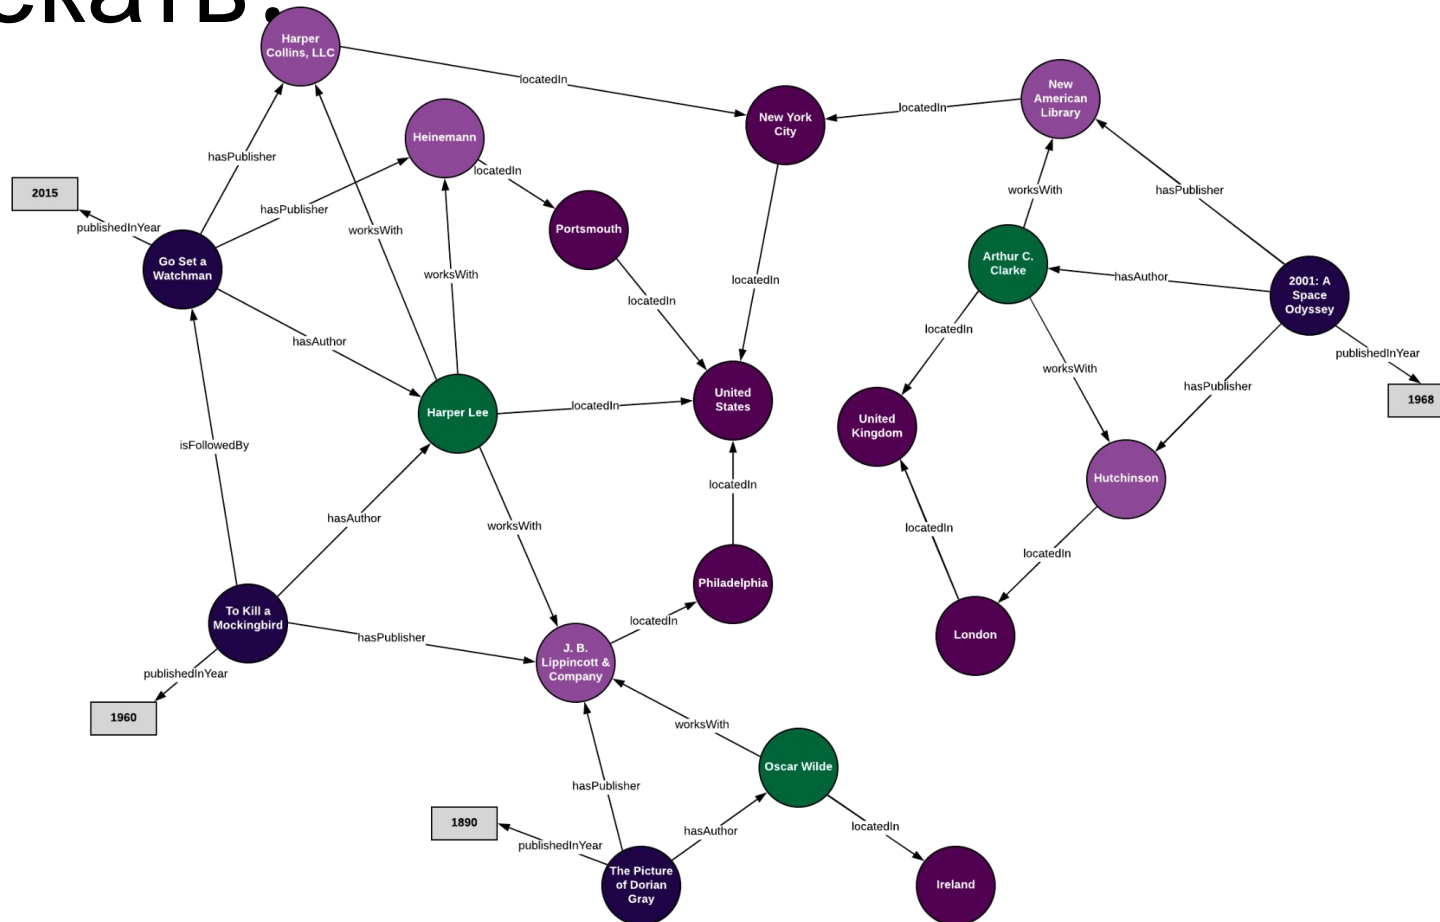 скать.
Harper
Collins, LLC
locatedIn
New York
City
locatedIn
New
American
Library
Heinemann
hasPublisher
locatedIn
2015
hasPublisher
publishedInYear
worksWith
Portsmouth
worksWith
hasPublisher
Go Set a
Watchman
worksWith
locatedIn
locatedIn
Arthur C.
Clarke
hasAuthor
2001: A
Space
Odyssey
hasAuthor
locatedIn
worksWith
publishedInYear
hasPublisher
1968
Harper Lee
locatedIn
United
States
United
Kingdom
isFollowedBy
hasAuthor
worksWith
locatedIn
Hutchinson
locatedIn
locatedIn
Philadelphia
To Kill a
Mockingbird
hasPublisher
locatedIn
London
J. B.
Lippincott &
Company
publishedInYear
1960
worksWith
Oscar Wilde
hasPublisher
1890
publishedInYear
hasAuthor
locatedIn
The Picture
of Dorian
Gray
Ireland